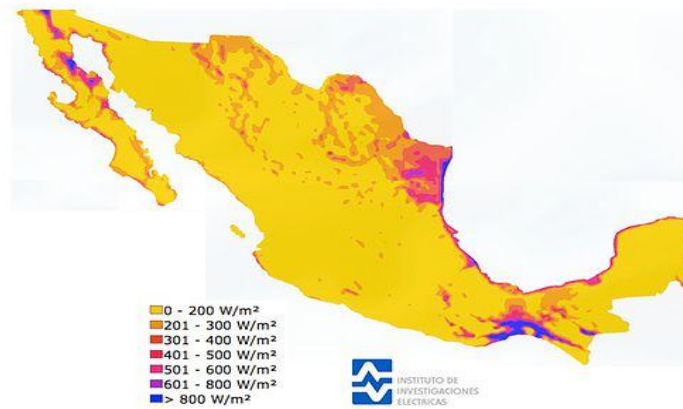 0 - 200 W/m²
201 - 300 W/m²
301 - 400 W/m²
401 - 500 W/m²
501 - 600 W/m²
601 - 800 W/m²
> 800 W/m²
INSTITUTO DE
INVESTIGACIONES
ELECTRICAS